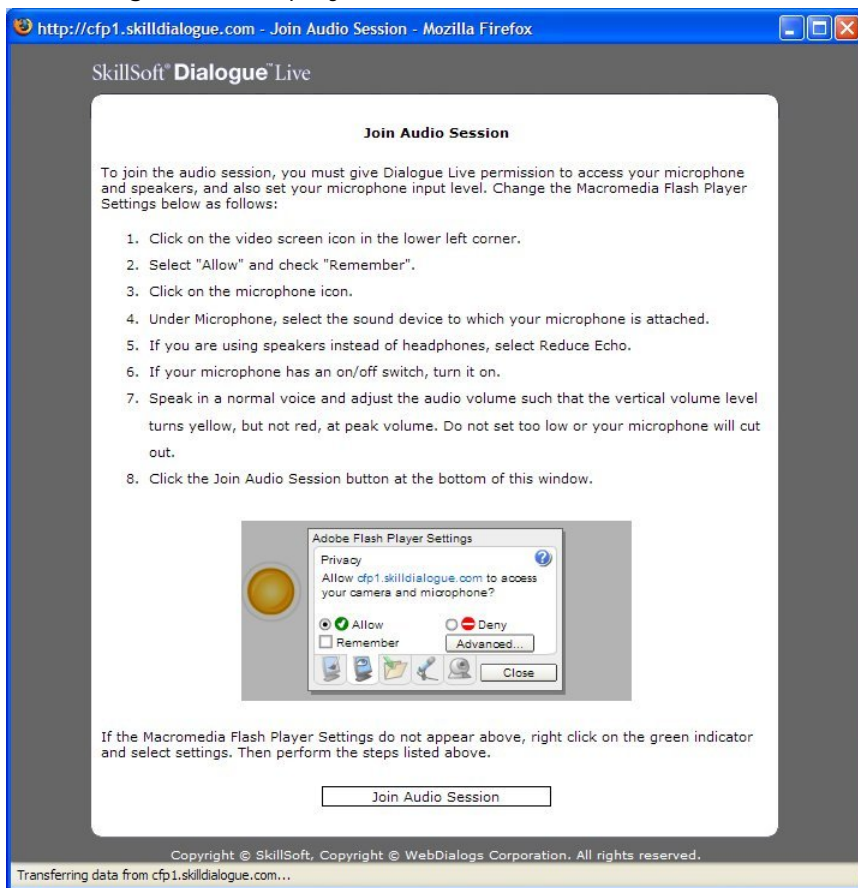 http://cfp1.skilldialogue.com - Join Audio Session - Mozilla Firefox
SkillSoft® Dialogue™ Live
Join Audio Session
To join the audio session, you must give Dialogue Live permission to access your microphone
and speakers, and also set your microphone input level. Change the Macromedia Flash Player
Settings below as follows:
1. Click on the video screen icon in the lower left corner.
2. Select "Allow" and check "Remember".
3. Click on the microphone icon.
4. Under Microphone, select the sound device to which your microphone is attached.
5. If you are using speakers instead of headphones, select Reduce Echo.
6. If your microphone has an on/off switch, turn it on.
7. Speak in a normal voice and adjust the audio volume such that the vertical volume level
turns yellow, but not red, at peak volume. Do not set too low or your microphone will cut
out.
8. Click the Join Audio Session button at the bottom of this window.
Adobe Flash Player Settings
Privacy
Allow cfp1.skilldialogue.com to access
your camera and microphone?
Allow Deny
Remember Advanced...
Close
If the Macromedia Flash Player Settings do not appear above, right click on the green indicator
and select settings. Then perform the steps listed above.
Join Audio Session
Copyright © SkillSoft, Copyright © WebDialogs Corporation. All rights reserved.
Transferring data from cfp1.skilldialogue.com...